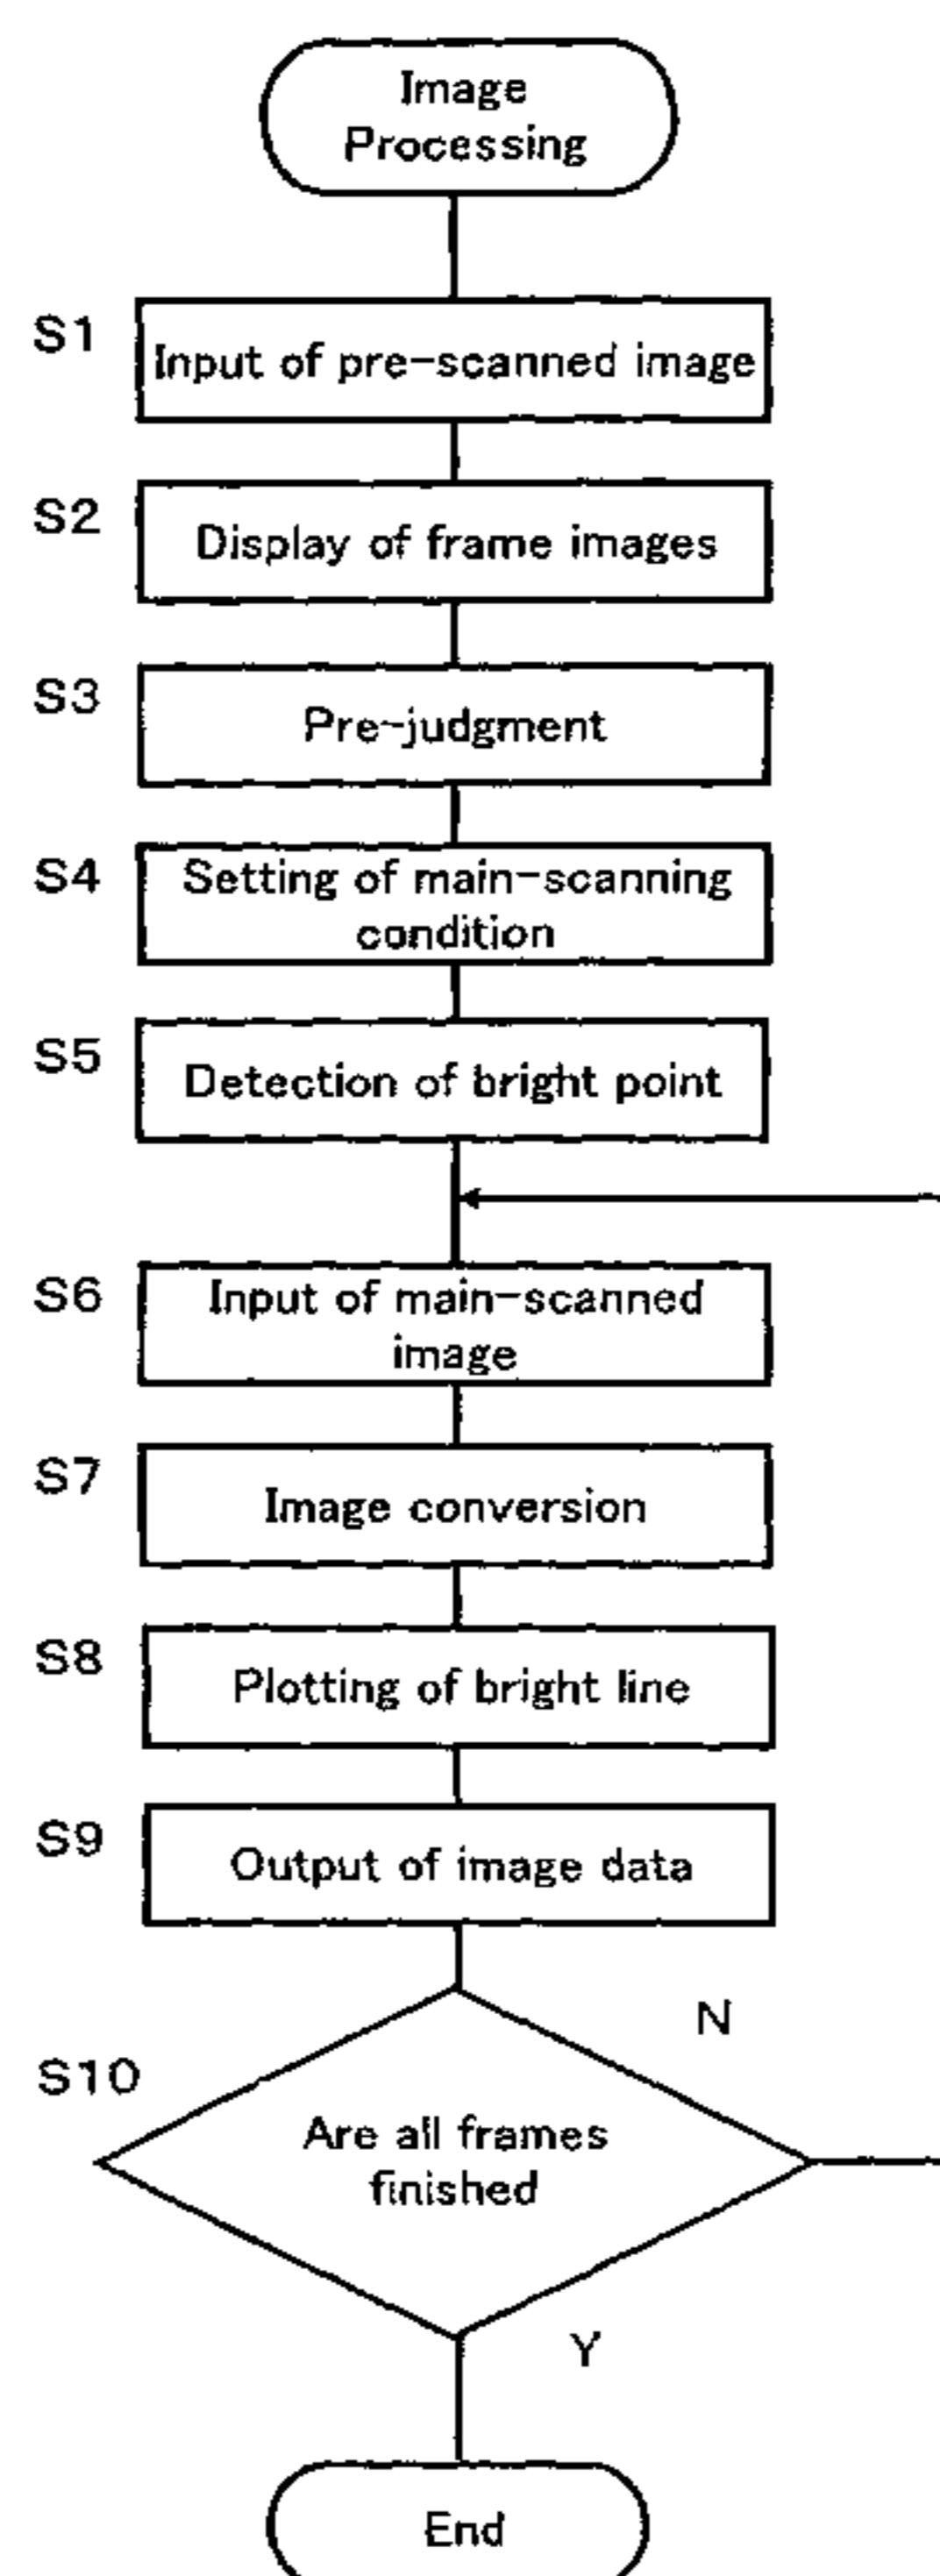 Image
Processing
S1
Input of pre-scanned image
S2
Display of frame images
S3
Pre-judgment
S4
Setting of main-scanning
condition
S5
Detection of bright point
S6
Input of main-scanned
image
S7
Image conversion
S8
Plotting of bright line
S9
Output of image data
N
S10
Are all frames
finished
Y
End